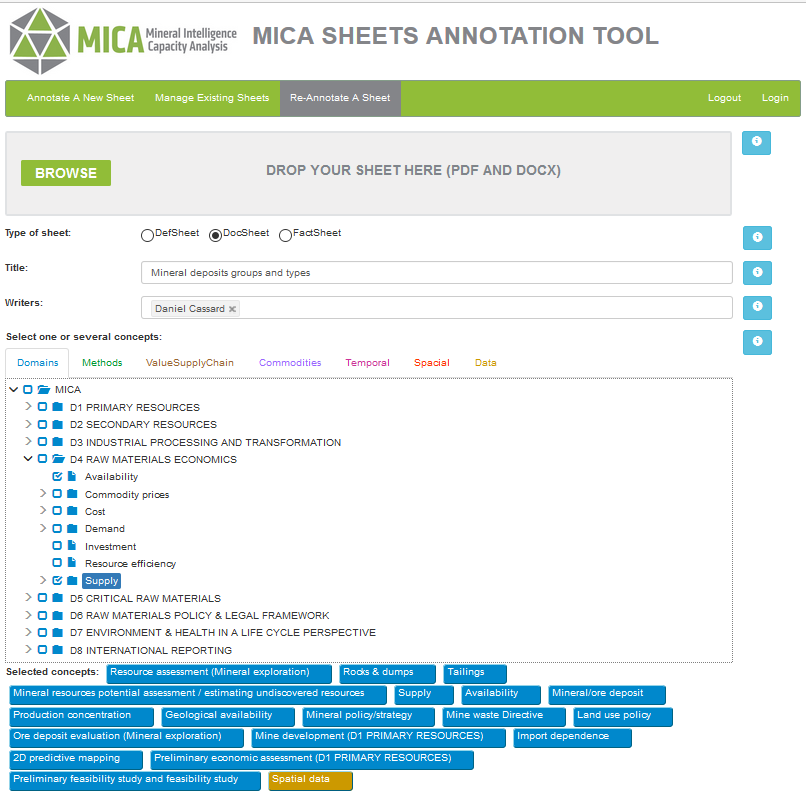 MICA Mineral Intelligence Capacity Analysis MICA SHEETS ANNOTATION TOOL
Annotate A New Sheet Manage Existing Sheets Re-Annotate A Sheet Logout Login
BROWSE DROP YOUR SHEET HERE (PDF AND DOCX)
Type of sheet: DefSheet DocSheet FactSheet
Title: Mineral deposits groups and types
Writers: Daniel Cassard ×
Select one or several concepts:
Domains Methods ValueSupplyChain Commodities Temporal Spacial Data
MICA
D1 PRIMARY RESOURCES
D2 SECONDARY RESOURCES
D3 INDUSTRIAL PROCESSING AND TRANSFORMATION
D4 RAW MATERIALS ECONOMICS
Availability
Commodity prices
Cost
Demand
Investment
Resource efficiency
Supply
D5 CRITICAL RAW MATERIALS
D6 RAW MATERIALS POLICY & LEGAL FRAMEWORK
D7 ENVIRONMENT & HEALTH IN A LIFE CYCLE PERSPECTIVE
D8 INTERNATIONAL REPORTING
Selected concepts: Resource assessment (Mineral exploration) Rocks & dumps Tailings
Mineral resources potential assessment / estimating undiscovered resources Supply Availability Mineral/ore deposit
Production concentration Geological availability Mineral policy/strategy Mine waste Directive Land use policy
Ore deposit evaluation (Mineral exploration) Mine development (D1 PRIMARY RESOURCES) Import dependence
2D predictive mapping Preliminary economic assessment (D1 PRIMARY RESOURCES)
Preliminary feasibility study and feasibility study Spatial data